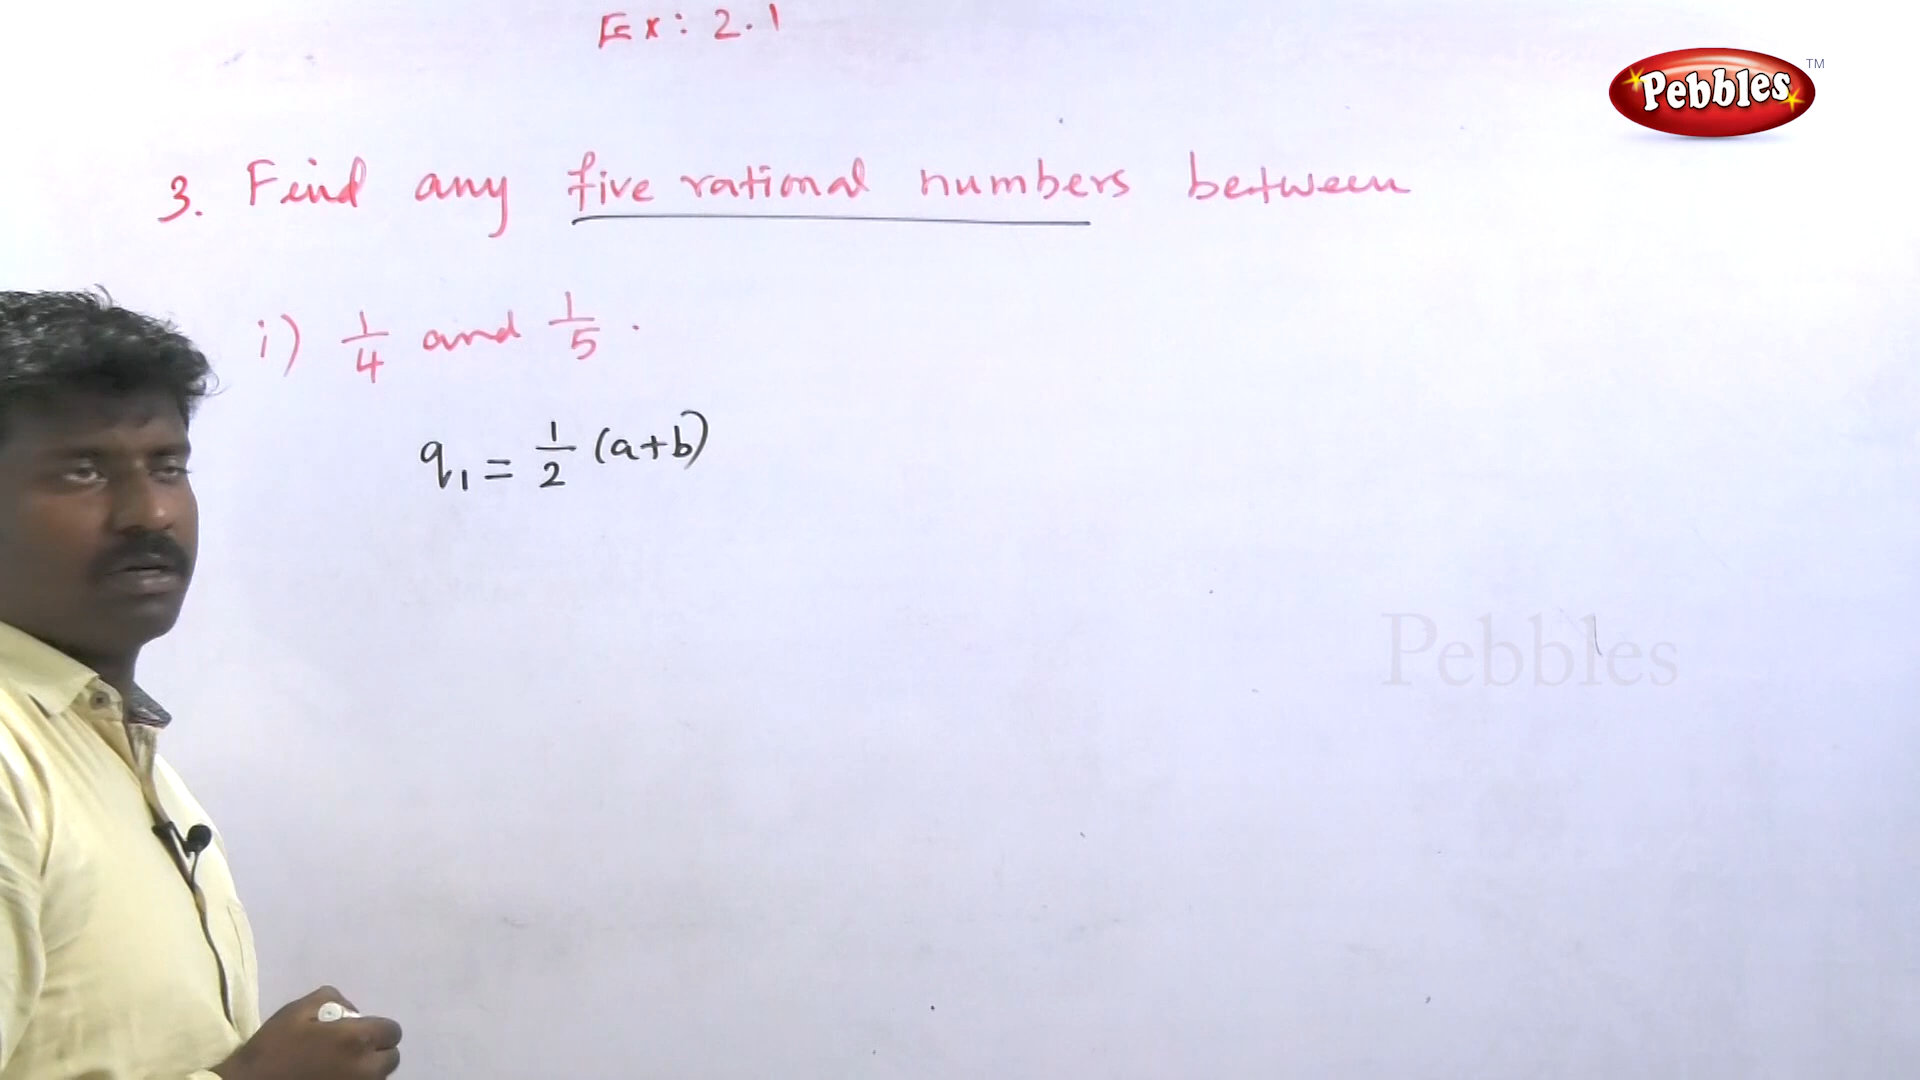 Ex: 2.1
Pebbles TM
3. Find any five rational numbers between
i) 1/4 and 1/5.
q₁ = 1/2 (a+b)
Pebbles